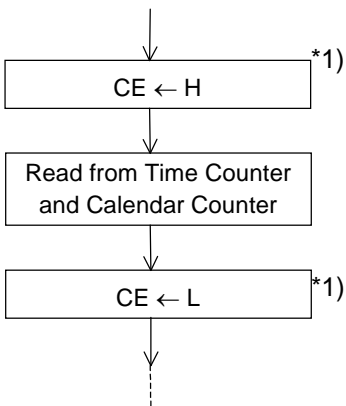 *1)
CE ← H
Read from Time Counter
and Calendar Counter
*1)
CE ← L